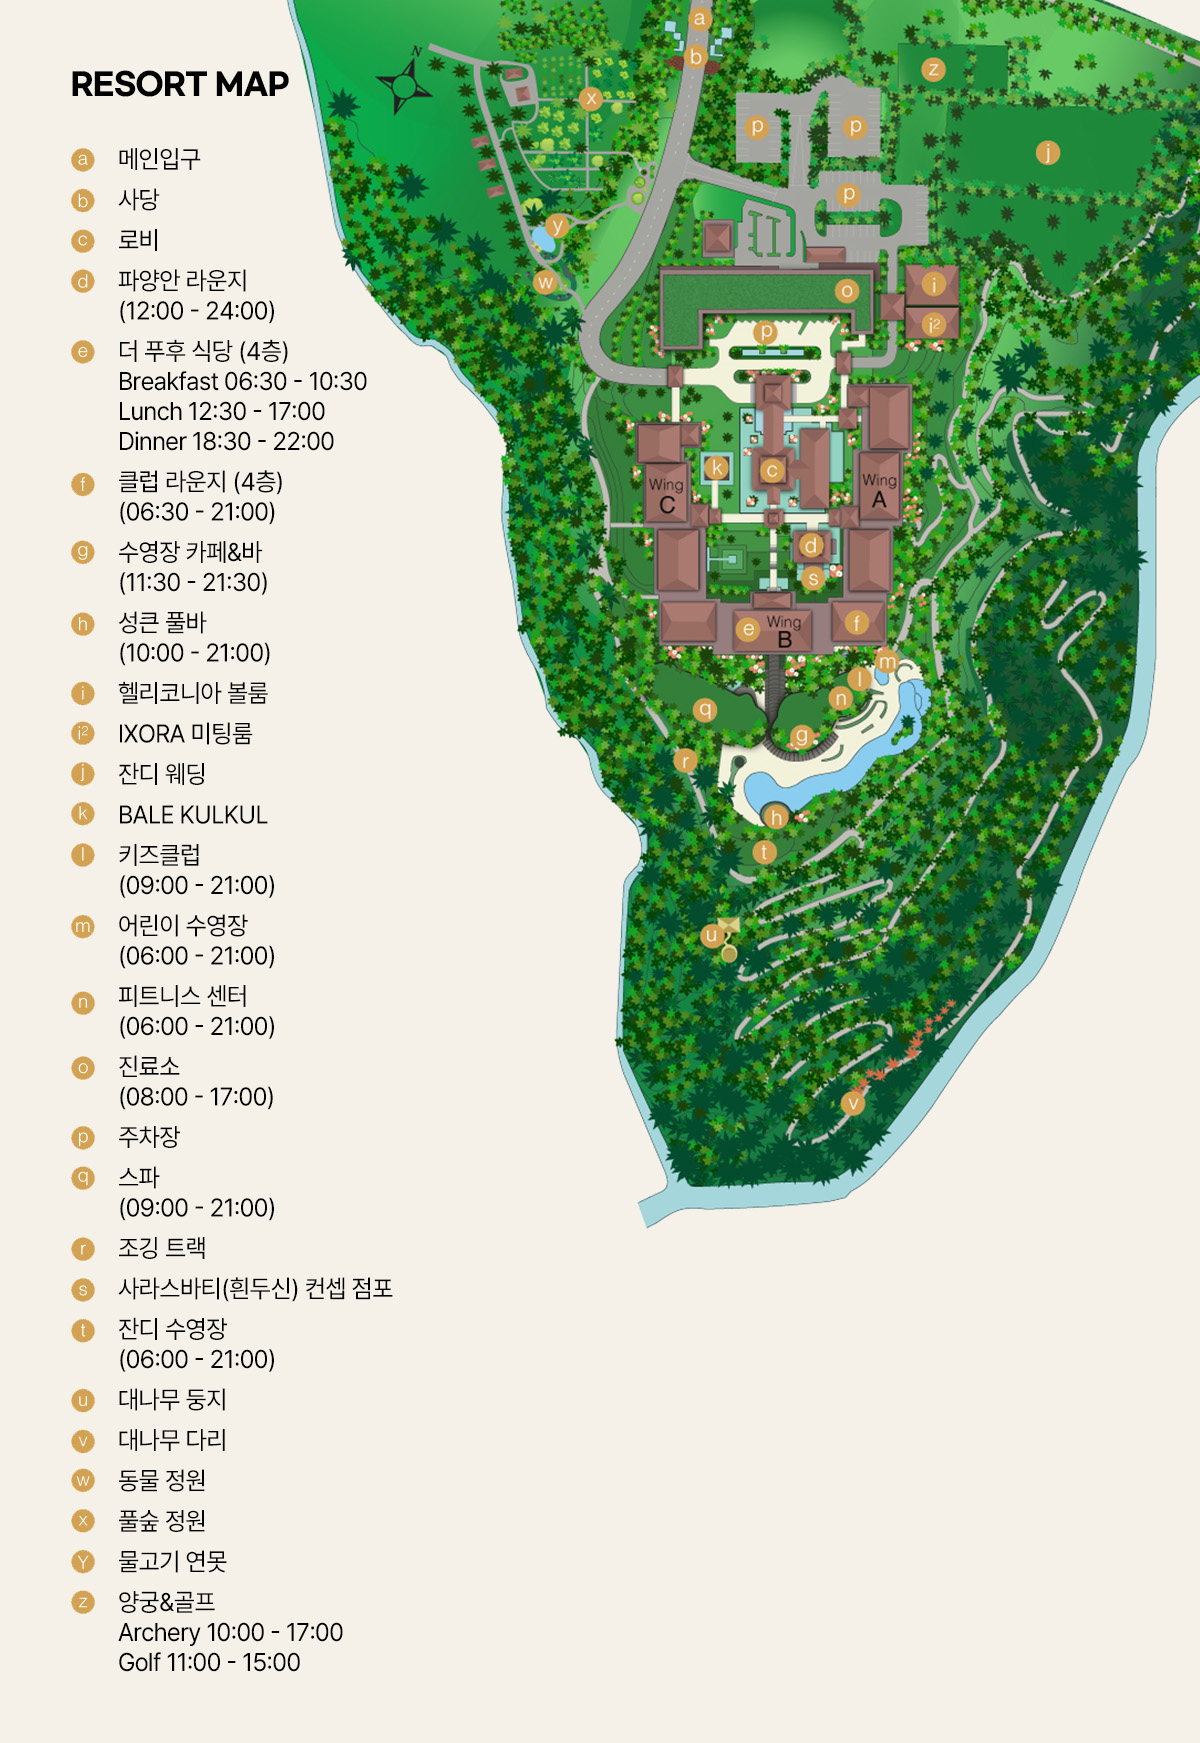 RESORT MAP
a 메인입구
b 사당
c 로비
d 파양안 라운지
(12:00 - 24:00)
e 더 푸후 식당 (4층)
Breakfast 06:30 - 10:30
Lunch 12:30 - 17:00
Dinner 18:30 - 22:00
f 클럽 라운지 (4층)
(06:30 - 21:00)
g 수영장 카페&바
(11:30 - 21:30)
h 성큰 풀바
(10:00 - 21:00)
i 헬리코니아 볼룸
i² IXORA 미팅룸
j 잔디 웨딩
k BALE KULKUL
l 키즈클럽
(09:00 - 21:00)
m 어린이 수영장
(06:00 - 21:00)
n 피트니스 센터
(06:00 - 21:00)
o 진료소
(08:00 - 17:00)
p 주차장
q 스파
(09:00 - 21:00)
r 조깅 트랙
s 사라스바티(흰두신) 컨셉 점포
t 잔디 수영장
(06:00 - 21:00)
u 대나무 둥지
v 대나무 다리
w 동물 정원
x 풀숲 정원
Y 물고기 연못
z 양궁&골프
Archery 10:00 - 17:00
Golf 11:00 - 15:00
N
a
b
z
x
p
p
j
p
y
w
i
o
i²
p
k
c
Wing
C
Wing
A
d
s
e
Wing
B
f
m
l
n
q
g
r
h
t
u
v